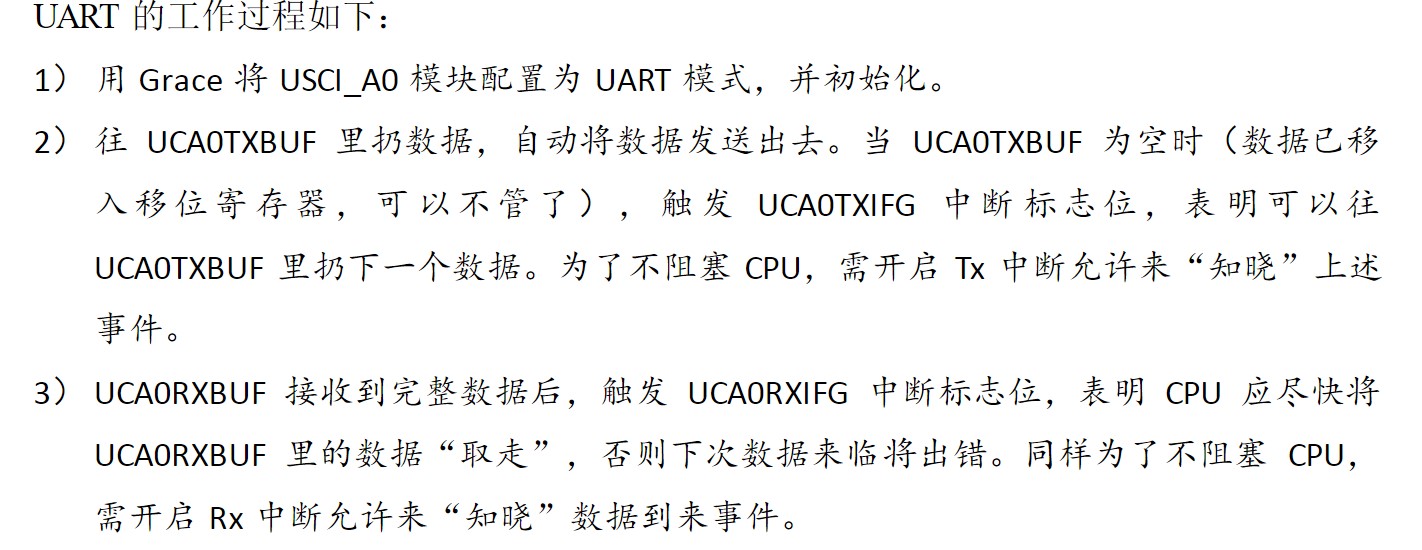 UART 的工作过程如下：
1） 用 Grace 将 USCI_A0 模块配置为 UART 模式，并初始化。
2） 往 UCA0TXBUF 里扔数据，自动将数据发送出去。当 UCA0TXBUF 为空时（数据已移
入移位寄存器，可以不管了），触发 UCA0TXIFG 中断标志位，表明可以往
UCA0TXBUF 里扔下一个数据。为了不阻塞 CPU，需开启 Tx 中断允许来“知晓”上述
事件。
3） UCA0RXBUF 接收到完整数据后，触发 UCA0RXIFG 中断标志位，表明 CPU 应尽快将
UCA0RXBUF 里的数据“取走”，否则下次数据来临将出错。同样为了不阻塞 CPU，
需开启 Rx 中断允许来“知晓”数据到来事件。